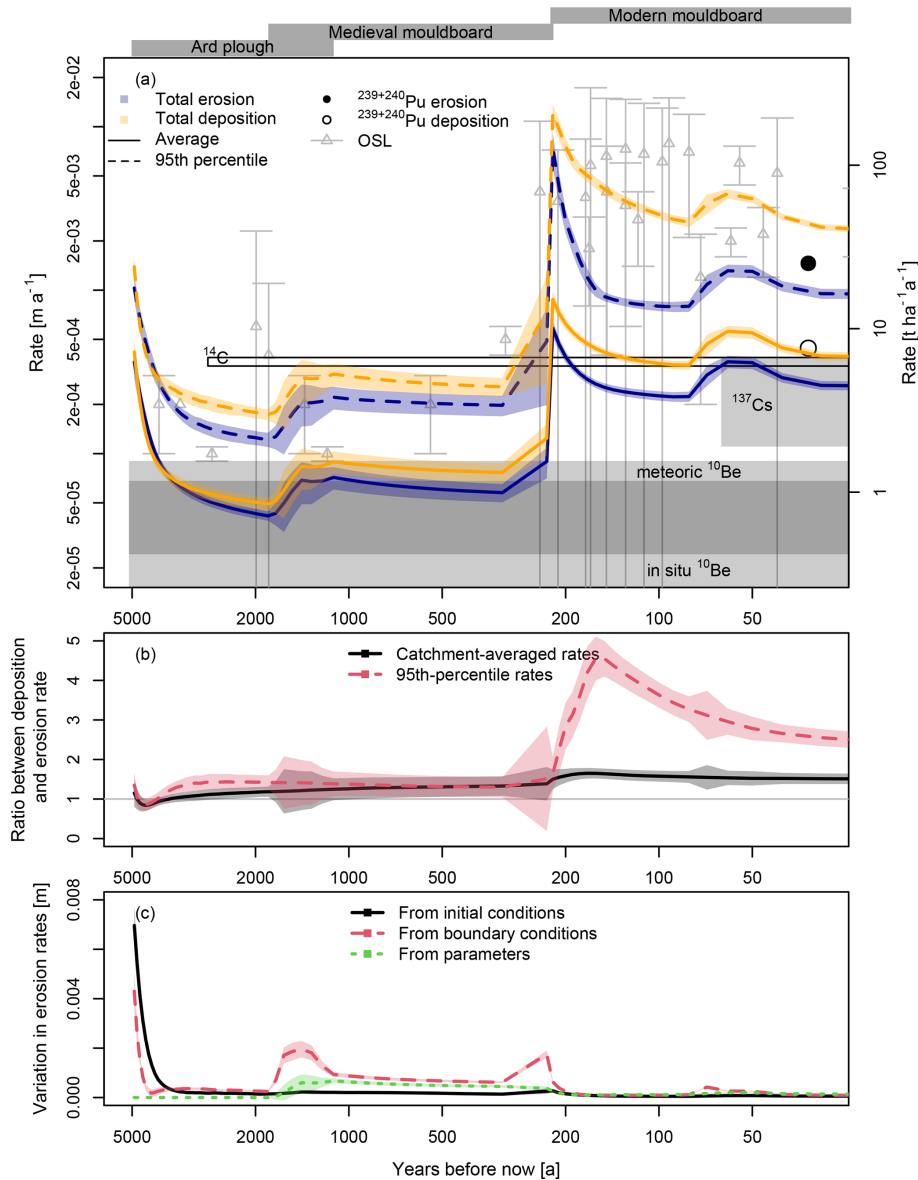 Modern mouldboard
Medieval mouldboard
Ard plough
(a)
Total erosion
Total deposition
Average
95th percentile
239+240Pu erosion
239+240Pu deposition
OSL
2e-02
5e-03
2e-03
5e-04
2e-04
5e-05
2e-05
Rate [m a−1]
100
10
1
Rate [t ha−1a−1]
14C
137Cs
meteoric 10Be
in situ 10Be
5000 2000 1000 500 200 100 50
(b)
Catchment-averaged rates
95th-percentile rates
5
4
3
2
1
0
Ratio between deposition
and erosion rate
5000 2000 1000 500 200 100 50
(c)
From initial conditions
From boundary conditions
From parameters
0.008
0.004
0.000
Variation in erosion rates [m]
5000 2000 1000 500 200 100 50
Years before now [a]